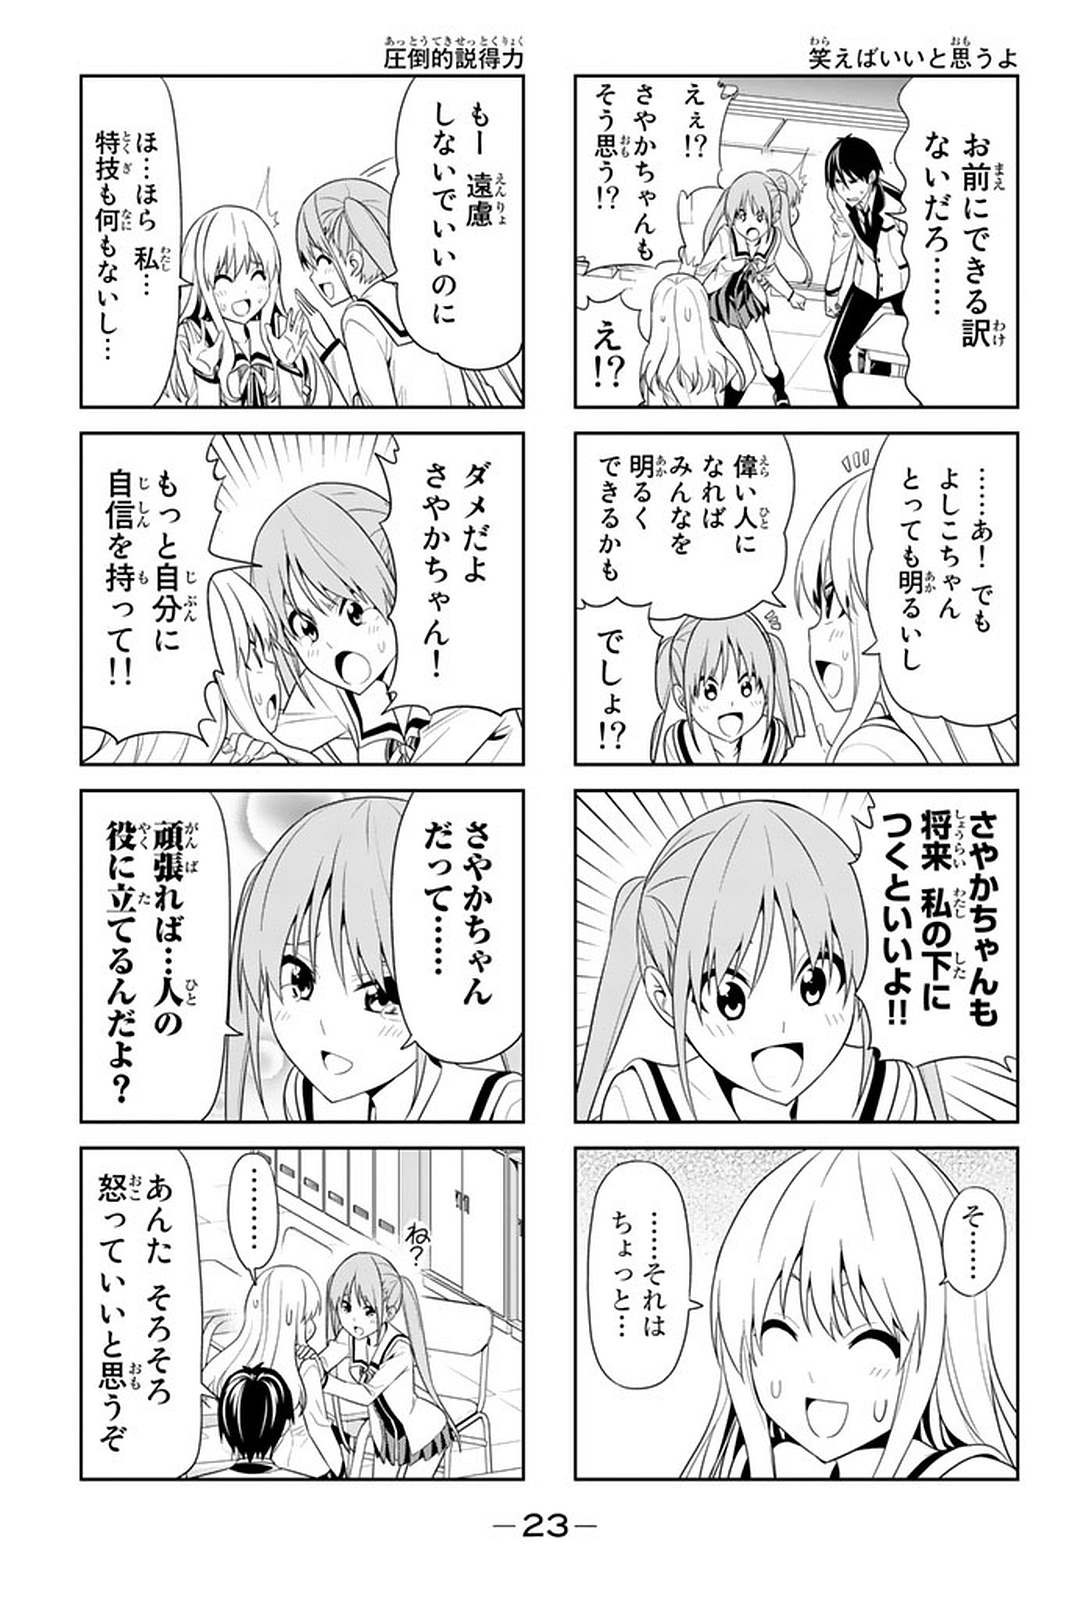 笑えばいいと思うよ
お前にできる訳
ないだろ……
ええ!?
さやかちゃんも
そう思う!?
え!?
……あ！でも
よしこちゃん
とっても明るいし
偉い人に
なれば
みんなを
明るく
できるかも
でしょ!?
さやかちゃんも
将来 私の下に
つくといいよ!!
そ……
……それは
ちょっと…
圧倒的説得力
もー 遠慮
しないでいいのに
ほ…ほら 私…
特技も何もないし…
ダメだよ
さやかちゃん！
もっと自分に
自信を持って!!
さやかちゃん
だって……
頑張れば…人の
役に立てるんだよ？
ね？
………
あんた そろそろ
怒っていいと思うぞ
―23―